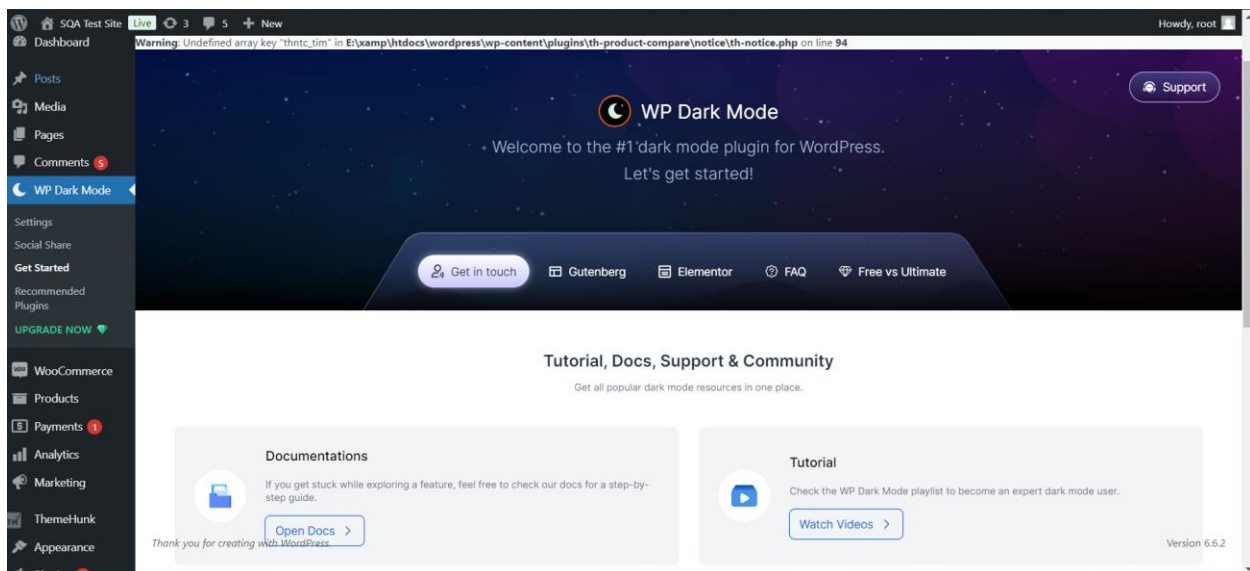 SQA Test Site Live 3 5 + New Howdy, root
Dashboard
Warning: Undefined array key "thntc_tim" in E:\xamp\htdocs\wordpress\wp-content\plugins\th-product-compare\notice\th-notice.php on line 94
Posts
Media
Pages
Comments 5
WP Dark Mode
Settings
Social Share
Get Started
Recommended
Plugins
UPGRADE NOW
WooCommerce
Products
Payments 1
Analytics
Marketing
ThemeHunk
Appearance
Support
WP Dark Mode
Welcome to the #1 dark mode plugin for WordPress.
Let's get started!
Get in touch Gutenberg Elementor FAQ Free vs Ultimate
Tutorial, Docs, Support & Community
Get all popular dark mode resources in one place.
Documentations
If you get stuck while exploring a feature, feel free to check our docs for a step-by-
step guide.
Open Docs >
Tutorial
Check the WP Dark Mode playlist to become an expert dark mode user.
Watch Videos >
Thank you for creating with WordPress.
Version 6.6.2